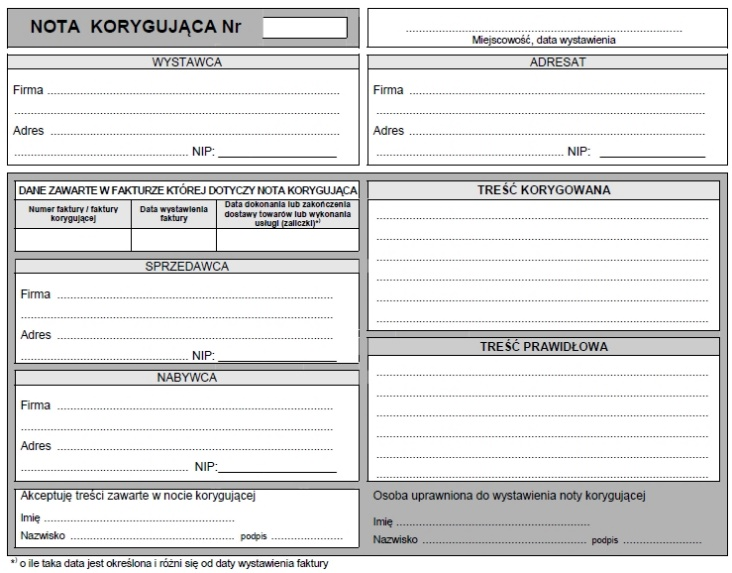 NOTA KORYGUJĄCA Nr
Miejscowość, data wystawienia
WYSTAWCA
Firma
Adres
NIP:
ADRESAT
Firma
Adres
NIP:
DANE ZAWARTE W FAKTURZE KTÓREJ DOTYCZY NOTA KORYGUJĄCA
Numer faktury / faktury
korygującej
Data wystawienia
faktury
Data dokonania lub zakończenia
dostawy towarów lub wykonania
usługi (zaliczki)*)
SPRZEDAWCA
Firma
Adres
NIP:
NABYWCA
Firma
Adres
NIP:
Akceptuję treści zawarte w nocie korygującej
Imię
Nazwisko podpis
TREŚĆ KORYGOWANA
TREŚĆ PRAWIDŁOWA
Osoba uprawniona do wystawienia noty korygującej
Imię
Nazwisko podpis
*) o ile taka data jest określona i różni się od daty wystawienia faktury